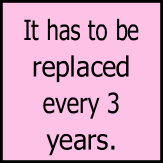 It has to be
replaced
every 3
years.